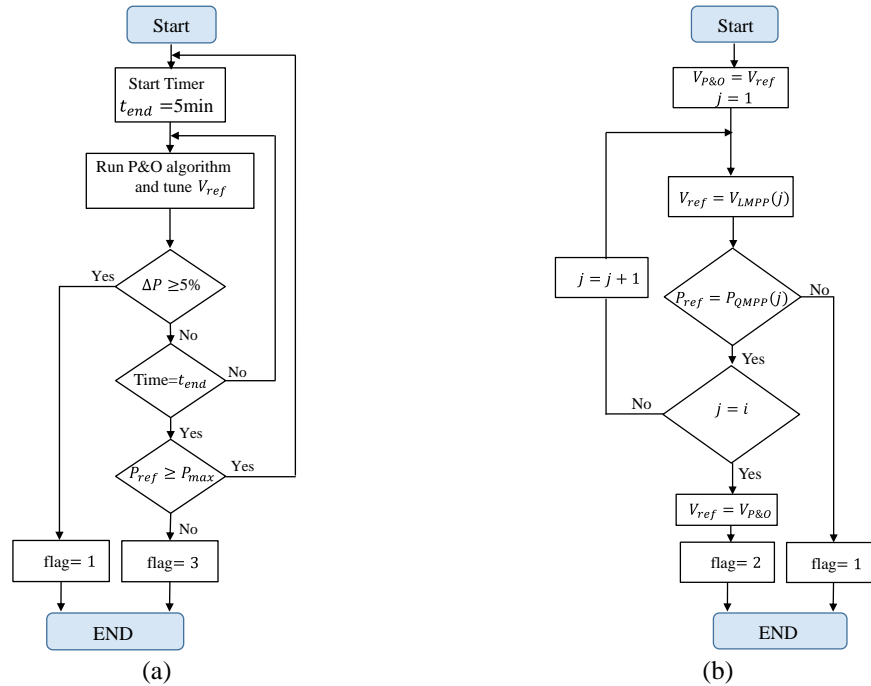 Start
Start Timer
t_end =5min
Run P&O algorithm
and tune V_ref
Yes
ΔP ≥5%
No
Time=t_end
No
Yes
P_ref ≥ P_max
Yes
No
flag= 1
flag= 3
END
(a)
Start
V_P&O = V_ref
j = 1
V_ref = V_LMPP(j)
j = j + 1
P_ref = P_QMPP(j)
No
Yes
No
j = i
Yes
V_ref = V_P&O
flag= 2
flag= 1
END
(b)